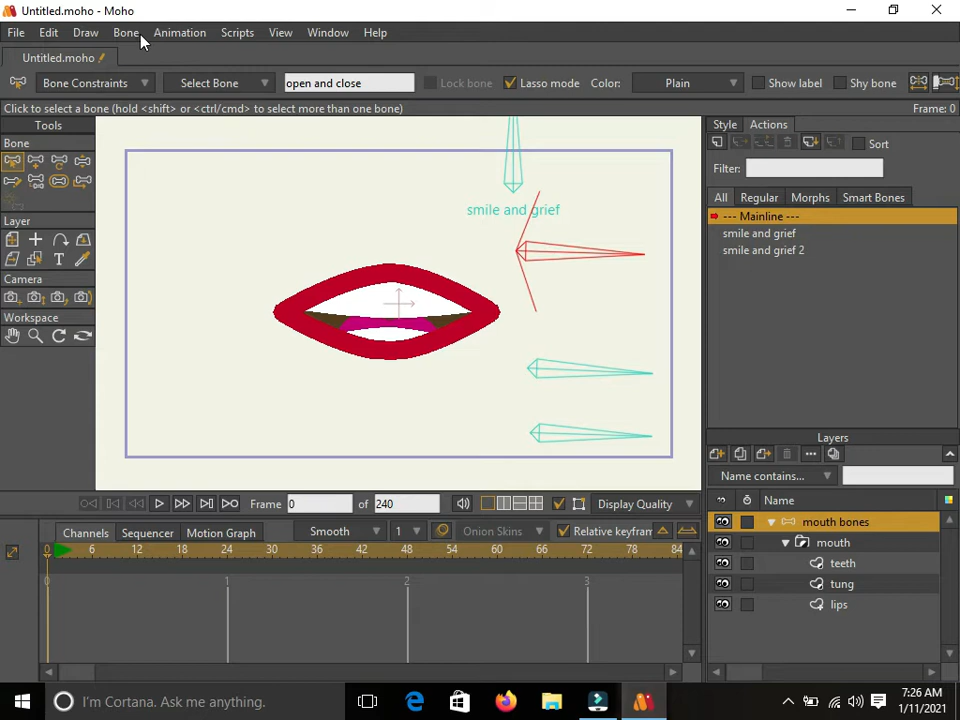 Untitled.moho - Moho
File Edit Draw Bone Animation Scripts View Window Help
Untitled.moho
Bone Constraints Select Bone open and close Lock bone Lasso mode Color: Plain Show label Shy bone
Click to select a bone (hold <shift> or <ctrl/cmd> to select more than one bone) Frame: 0
Tools
Bone
Layer
T
Camera
Workspace
smile and grief
Style Actions
Sort
Filter:
All Regular Morphs Smart Bones
--- Mainline ---
smile and grief
smile and grief 2
Layers
Name contains...
Name
mouth bones
mouth
teeth
tung
lips
Frame 0 of 240 Display Quality
Channels Sequencer Motion Graph Smooth 1 Onion Skins Relative keyfram
0 6 12 18 24 30 36 42 48 54 60 66 72 78 84
0 1 2 3
I'm Cortana. Ask me anything.
7:26 AM
1/11/2021